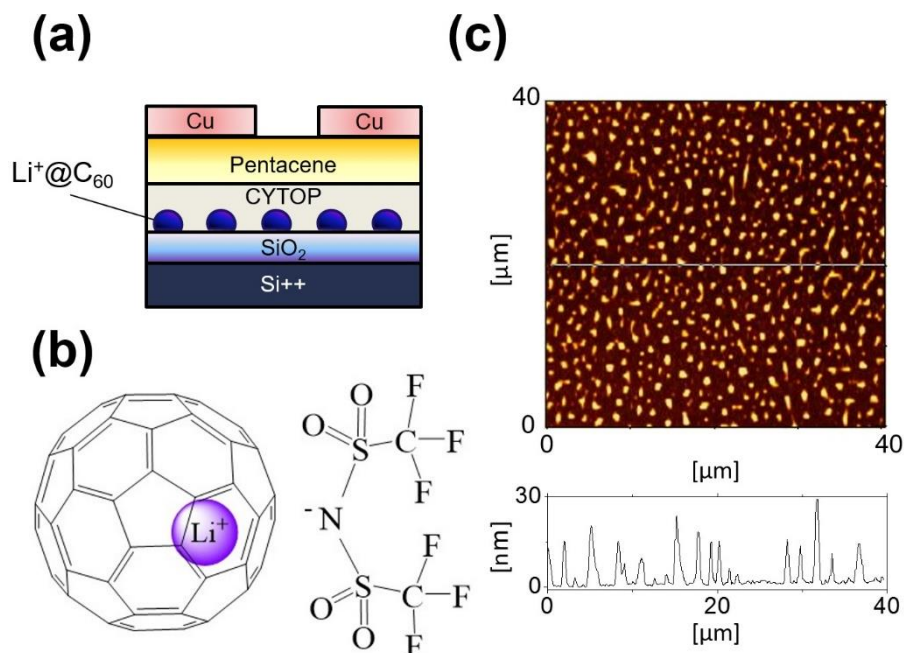 (a)
Cu Cu
Pentacene
Li⁺@C₆₀
CYTOP
SiO₂
Si++
(b)
Li⁺
O O F
O S C F
F
⁻N
F
O S C F
O F
(c)
40
[µm]
0
0 40
[µm]
30
[nm]
0
0 20 40
[µm]